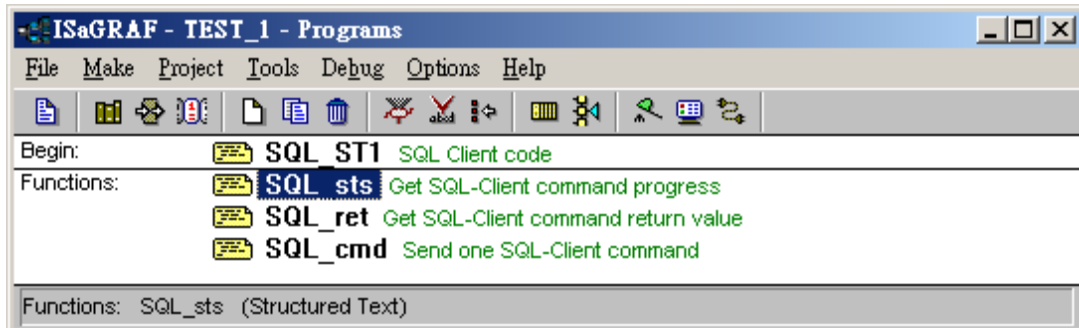 ISaGRAF - TEST_1 - Programs
File Make Project Tools Debug Options Help
Begin: SQL_ST1 SQL Client code
Functions: SQL_sts Get SQL-Client command progress
SQL_ret Get SQL-Client command return value
SQL_cmd Send one SQL-Client command
Functions: SQL_sts (Structured Text)